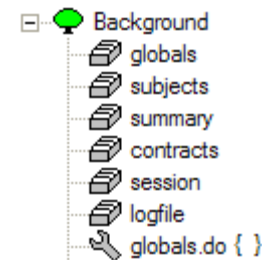 Background
globals
subjects
summary
contracts
session
logfile
globals.do { }